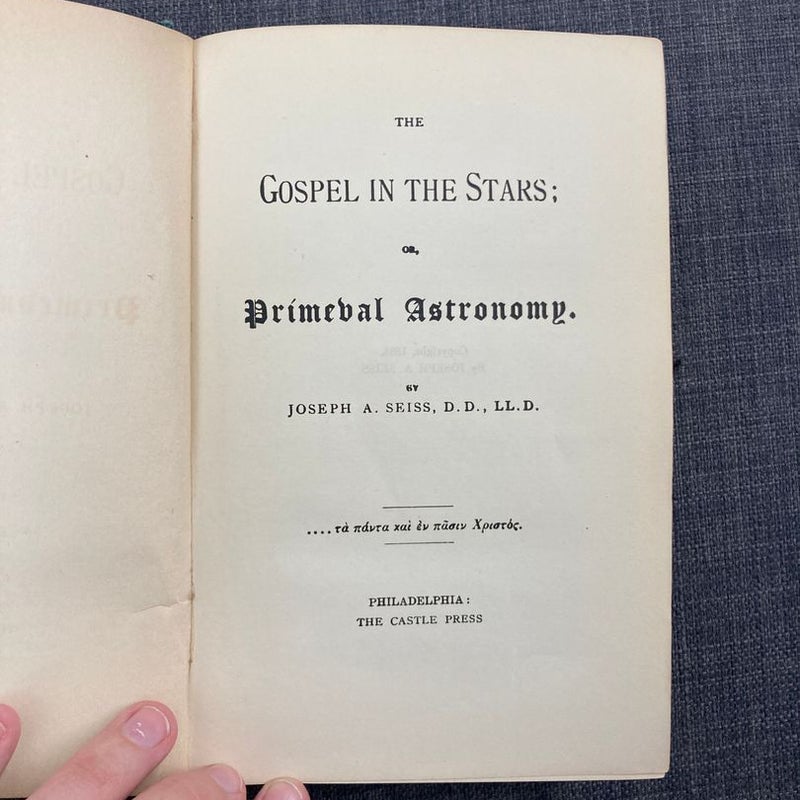 THE
GOSPEL IN THE STARS;
OR,
Primeval Astronomy.
BY
JOSEPH A. SEISS, D.D., LL.D.
....τὰ πάντα καὶ ἐν πᾶσιν Χριστός.
PHILADELPHIA:
THE CASTLE PRESS